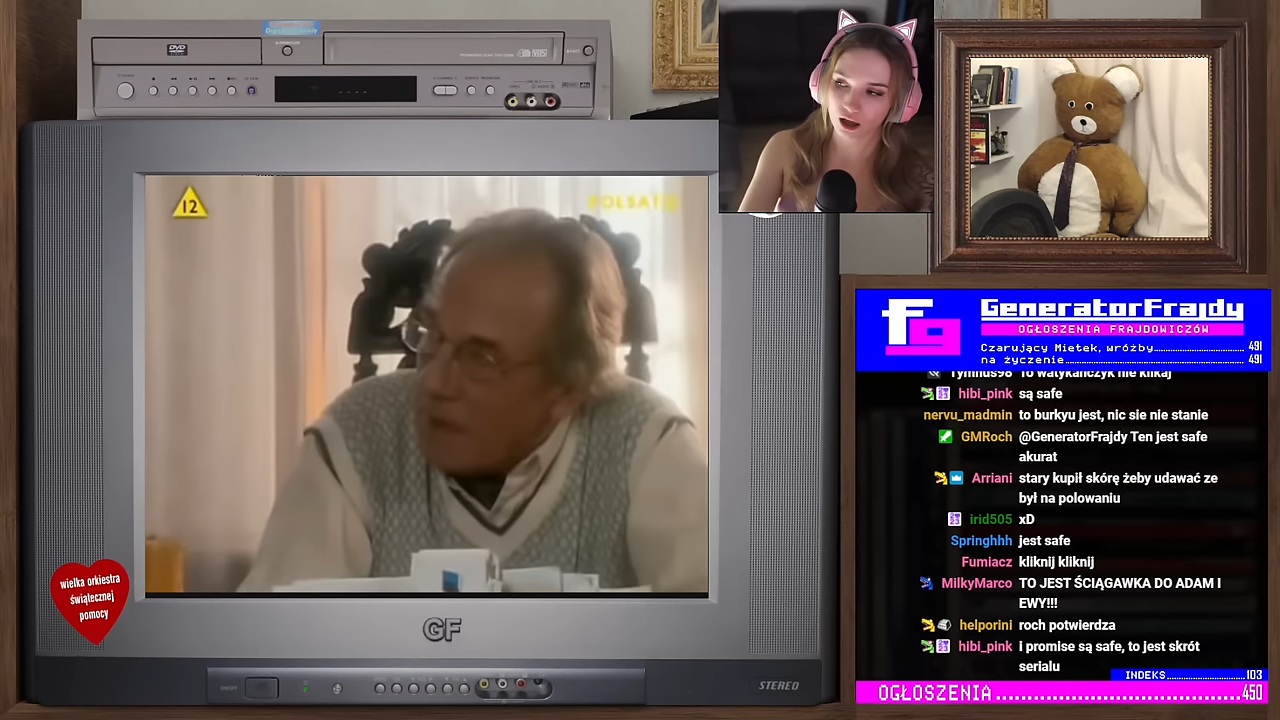 DVD
VHS
12
POLSAT
wielka orkiestra
świątecznej
pomocy
GF
STEREO
fg
GeneratorFrajdy
OGŁOSZENIA FRAJDOWICZÓW
Czarujący Mietek, wróżby 491
na życzenie 491
Tymnus98 To watykańczyk nie klikaj
hibi_pink są safe
nervu_madmin to burkyu jest, nic sie nie stanie
GMRoch @GeneratorFrajdy Ten jest safe
akurat
Arriani stary kupił skórę żeby udawać ze
był na polowaniu
irid505 xD
Springhhh jest safe
Fumiacz kliknij kliknij
MilkyMarco TO JEST ŚCIĄGAWKA DO ADAM I
EWY!!!
helporini roch potwierdza
hibi_pink I promise są safe, to jest skrót
serialu
INDEKS 103
OGŁOSZENIA 450